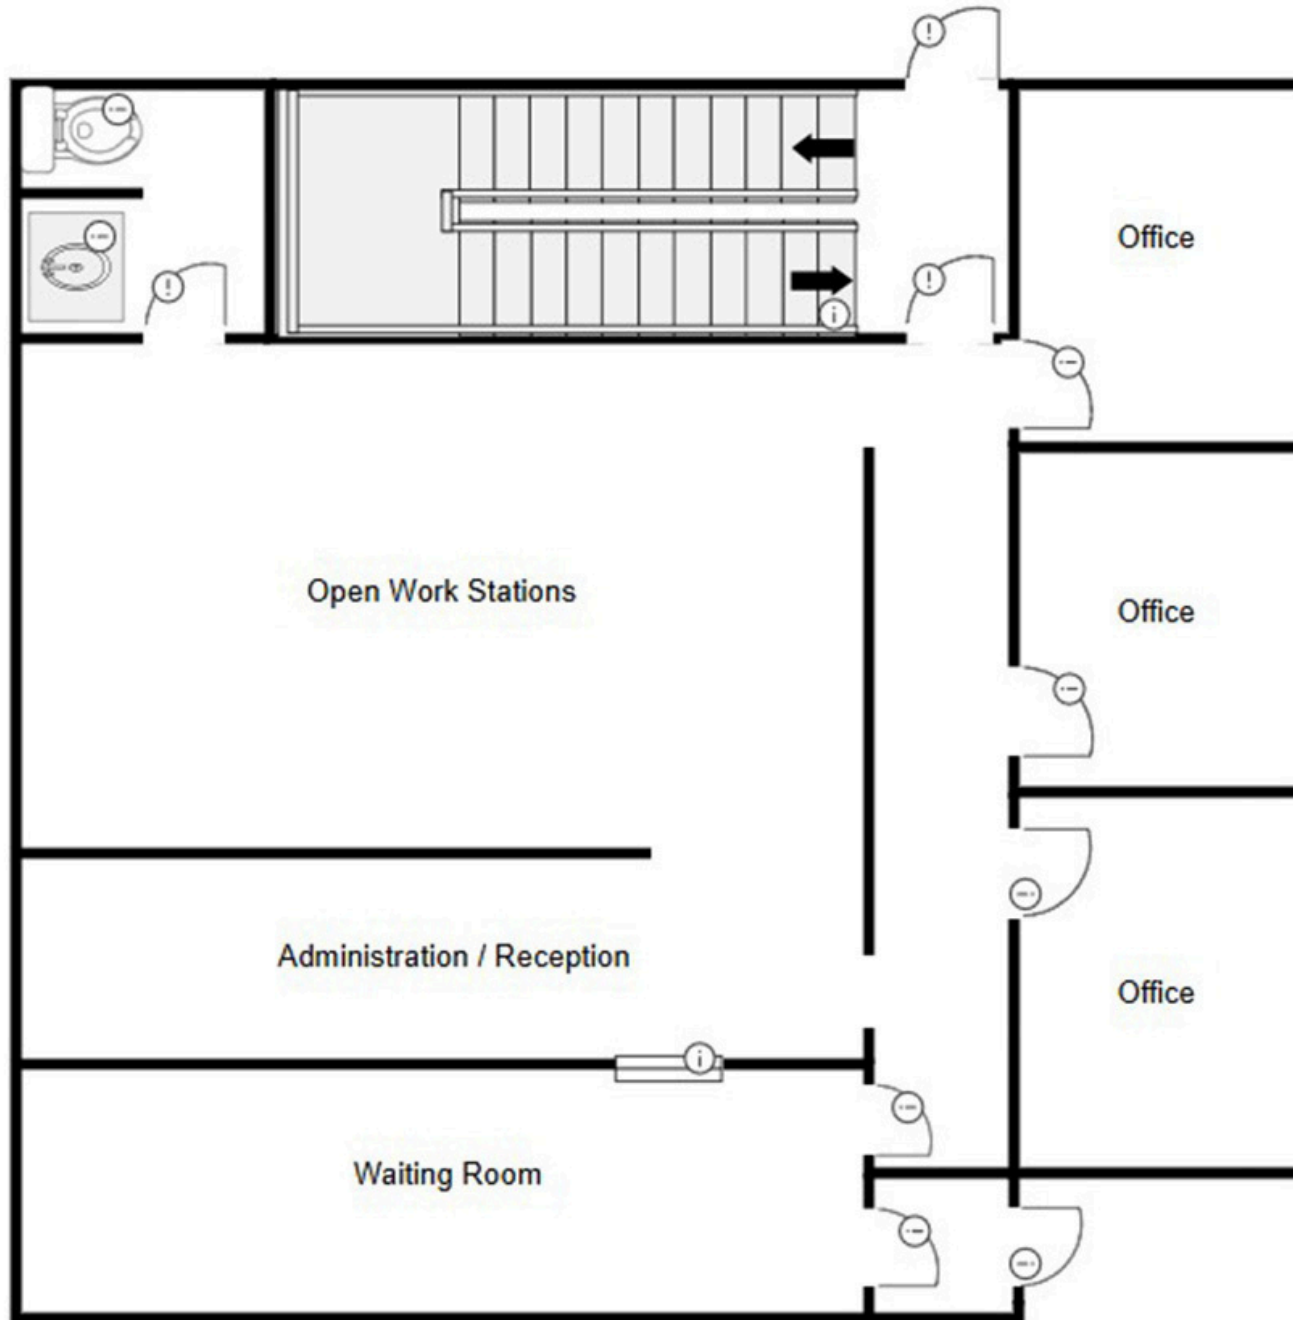 Office
Open Work Stations
Office
Administration / Reception
Office
Waiting Room